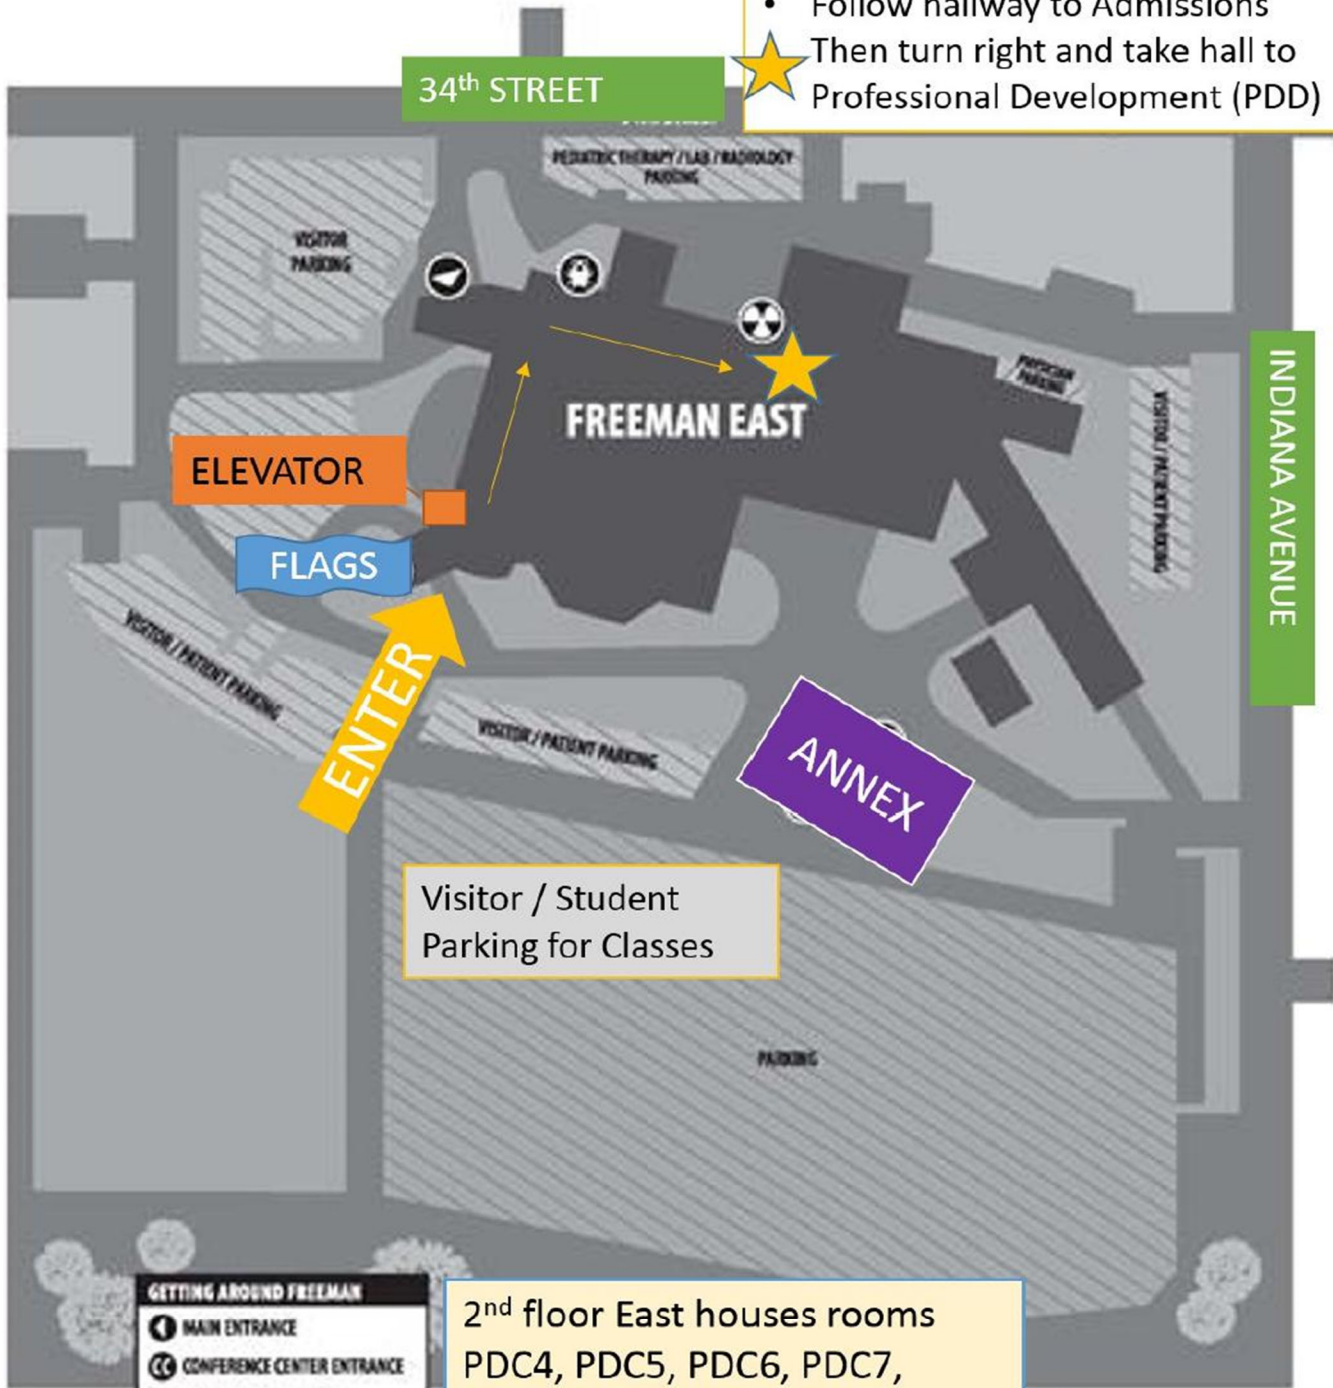 Follow hallway to Admissions
Then turn right and take hall to
Professional Development (PDD)
34th STREET
PEDIATRIC THERAPY / LAB / RADIOLOGY
PARKING
VISITOR
PARKING
PHYSICIAN
PARKING
VISITOR / PATIENT PARKING
INDIANA AVENUE
FREEMAN EAST
ELEVATOR
FLAGS
ENTER
VISITOR / PATIENT PARKING
VISITOR / PATIENT PARKING
ANNEX
Visitor / Student
Parking for Classes
PARKING
GETTING AROUND FREEMAN
MAIN ENTRANCE
CC CONFERENCE CENTER ENTRANCE
2nd floor East houses rooms
PDC4, PDC5, PDC6, PDC7,